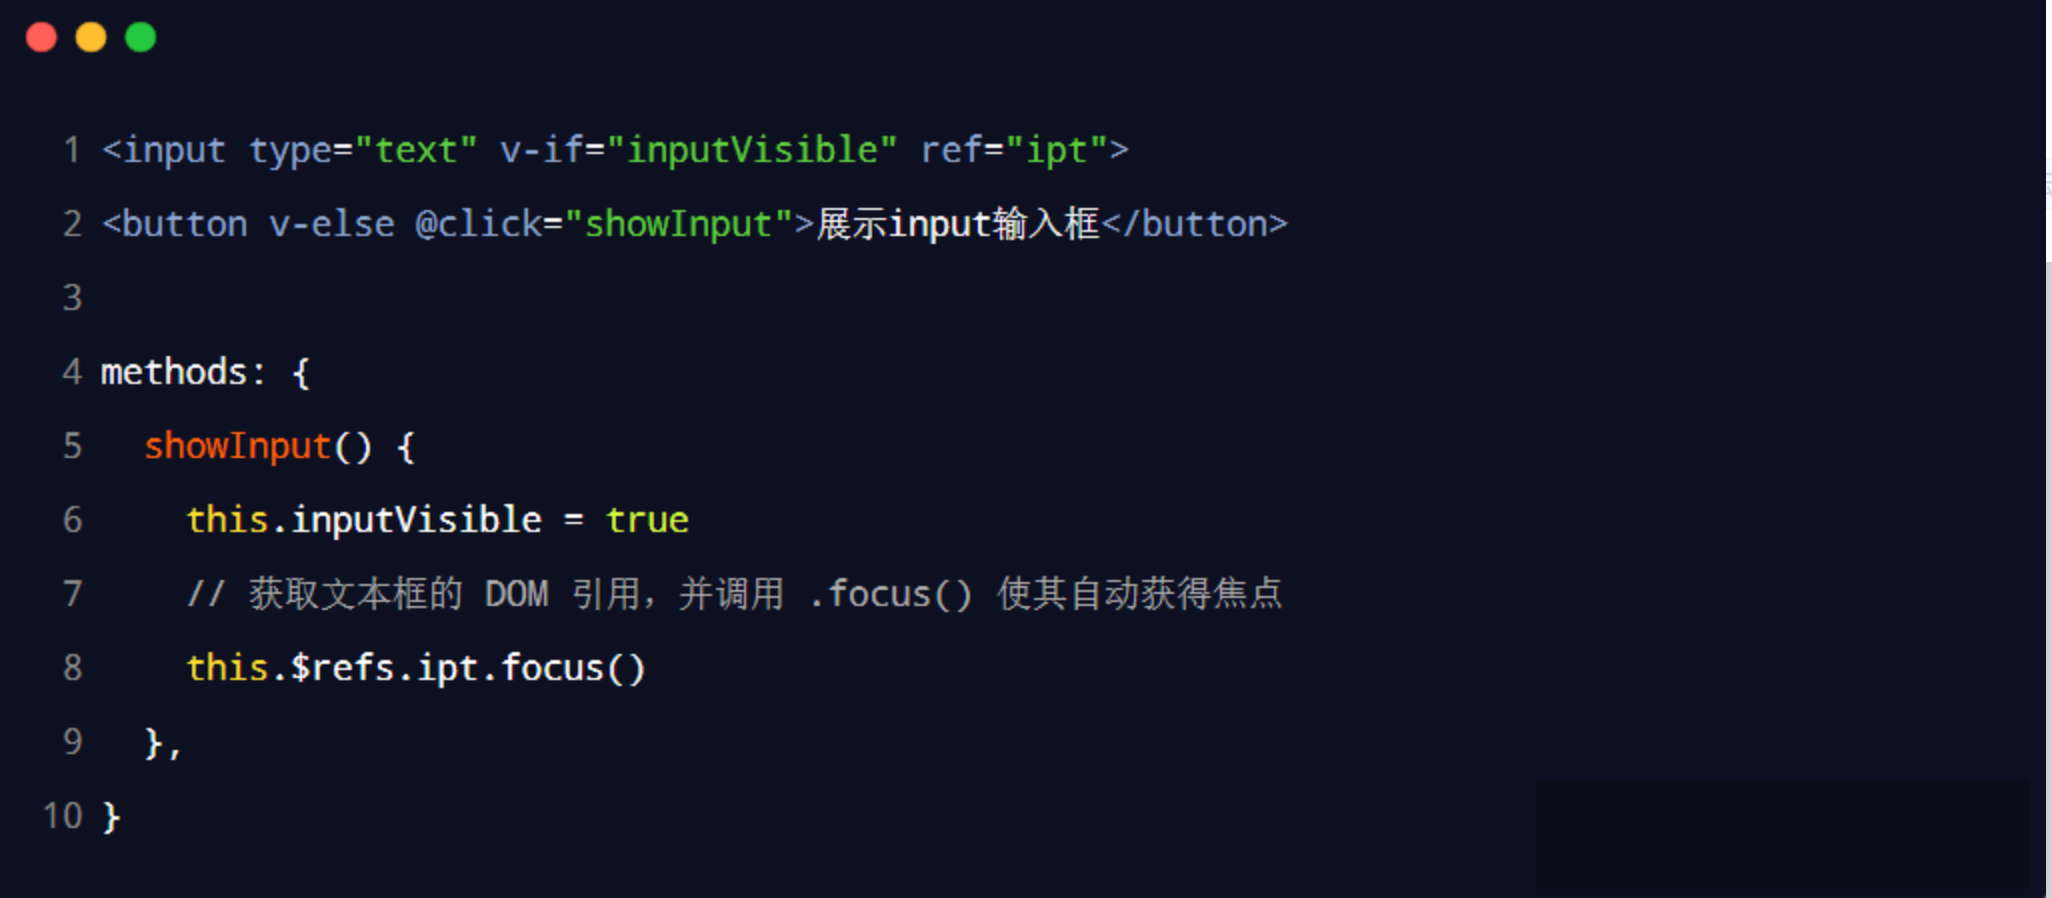 1 <input type="text" v-if="inputVisible" ref="ipt">
2 <button v-else @click="showInput">展示input输入框</button>
3
4 methods: {
5   showInput() {
6     this.inputVisible = true
7     // 获取文本框的 DOM 引用，并调用 .focus() 使其自动获得焦点
8     this.$refs.ipt.focus()
9   },
10 }